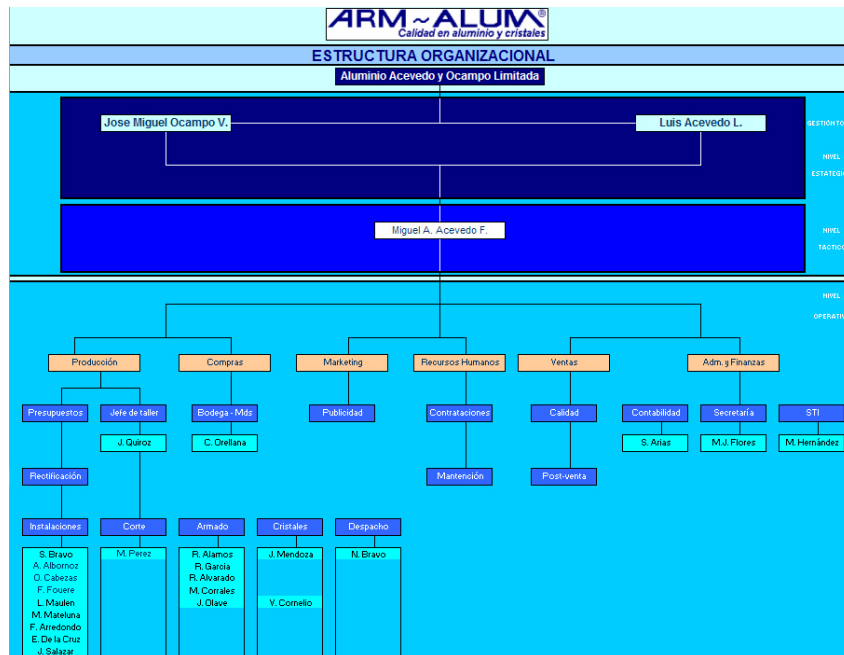 ARM~ALUM®
Calidad en aluminio y cristales
ESTRUCTURA ORGANIZACIONAL
Aluminio Acevedo y Ocampo Limitada
Jose Miguel Ocampo V.
Luis Acevedo L.
NIVEL
Miguel A. Acevedo F.
NIVEL
NIVEL
Producción
Compras
Marketing
Recursos Humanos
Ventas
Adm. y Finanzas
Presupuestos
Jefe de taller
Bodega - Mds
Publicidad
Contrataciones
Calidad
Contabilidad
Secretaría
STI
J. Quiroz
C. Orellana
S. Arias
M.J. Flores
M. Hernández
Rectificación
Mantención
Post-venta
Instalaciones
Corte
Armado
Cristales
Despacho
S. Bravo
A. Albornoz
O. Cabezas
F. Fouere
L. Maulen
M. Mateluna
F. Arredondo
E. De la Cruz
J. Salazar
M. Perez
R. Alamos
R. Garcia
R. Alvarado
M. Corrales
J. Olave
J. Mendoza
V. Cornelio
N. Bravo